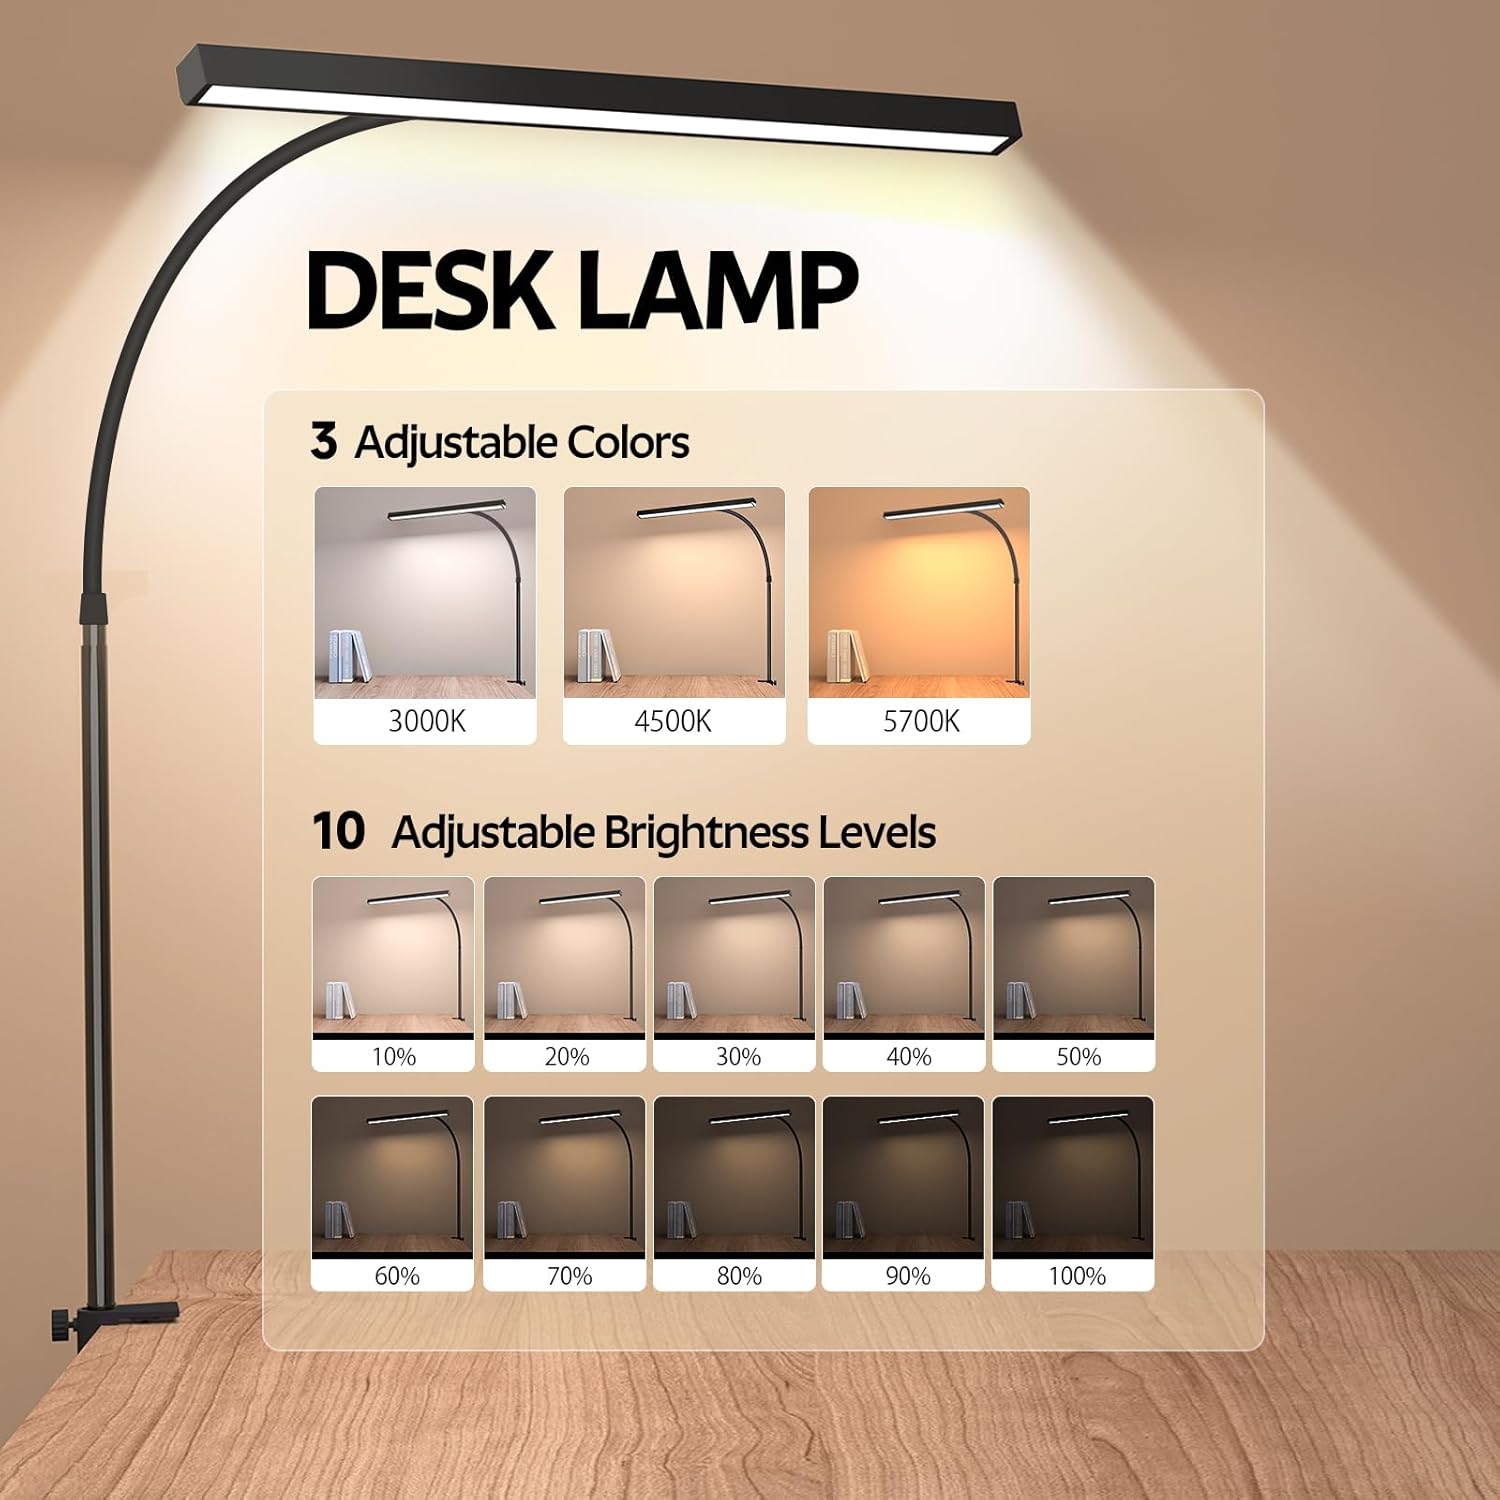 DESK LAMP
3 Adjustable Colors
3000K 4500K 5700K
10 Adjustable Brightness Levels
10% 20% 30% 40% 50%
60% 70% 80% 90% 100%